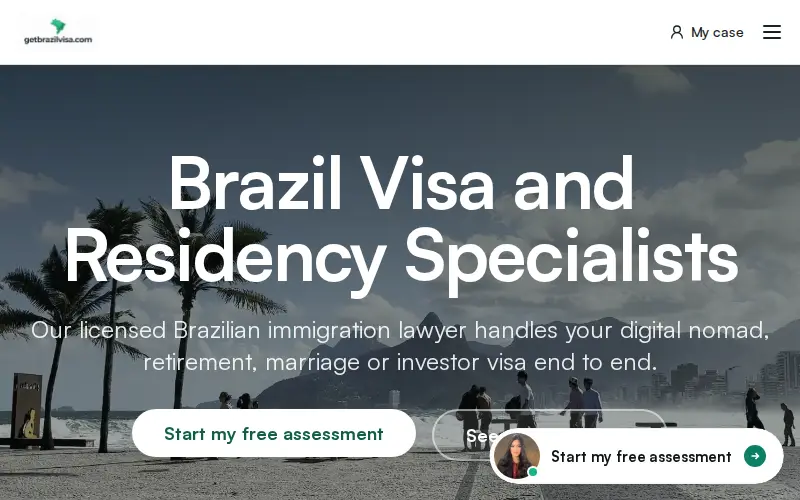 getbrazilvisa.com
My case
Brazil Visa and
Residency Specialists
Our licensed Brazilian immigration lawyer handles your digital nomad,
retirement, marriage or investor visa end to end.
Start my free assessment
See
Start my free assessment